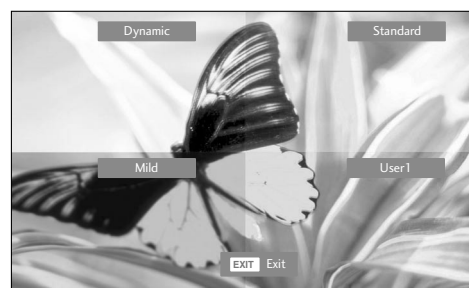 Dynamic
Standard
Mild
User1
EXIT Exit